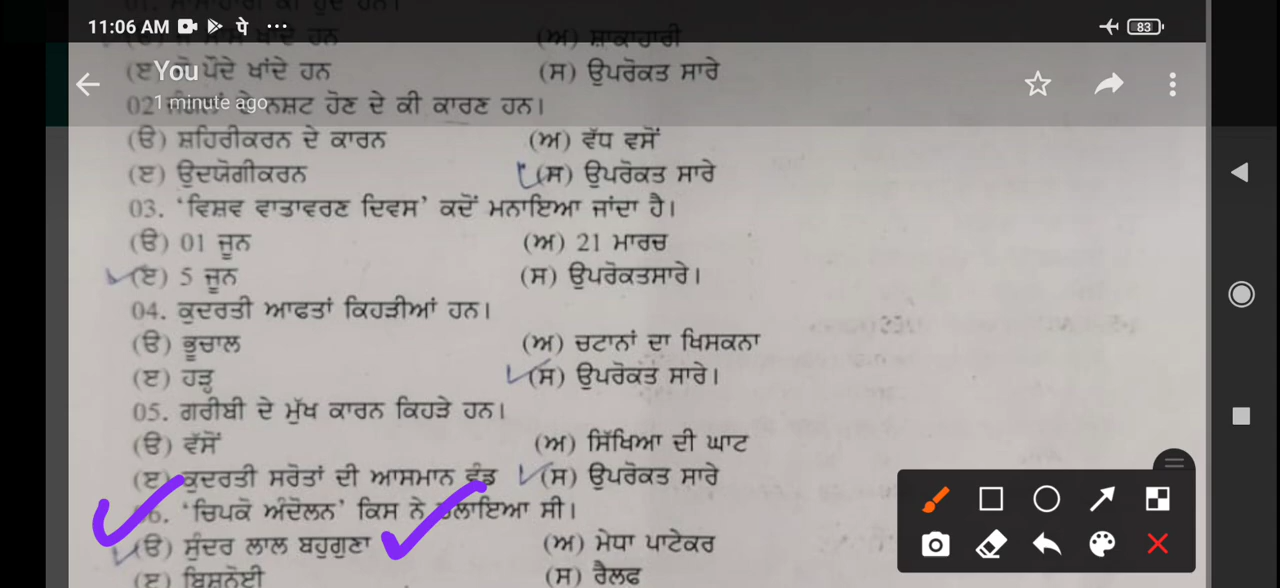 11:06 AM पे ... 83
(ੳ) ਜੋ ਮਾਸ ਖਾਂਦੇ ਹਨ (ਅ) ਸ਼ਾਕਾਹਾਰੀ
You
(ੲ) ਜੋ ਪੌਦੇ ਖਾਂਦੇ ਹਨ (ਸ) ਉਪਰੋਕਤ ਸਾਰੇ
1 minute ago
02 ਦੇ ਨਸ਼ਟ ਹੋਣ ਦੇ ਕੀ ਕਾਰਣ ਹਨ।
(ੳ) ਸ਼ਹਿਰੀਕਰਨ ਦੇ ਕਾਰਨ (ਅ) ਵੱਧ ਵਸੋਂ
(ੲ) ਉਦਯੋਗੀਕਰਨ (ਸ) ਉਪਰੋਕਤ ਸਾਰੇ
03. ‘ਵਿਸ਼ਵ ਵਾਤਾਵਰਣ ਦਿਵਸ’ ਕਦੋਂ ਮਨਾਇਆ ਜਾਂਦਾ ਹੈ।
(ੳ) 01 ਜੂਨ (ਅ) 21 ਮਾਰਚ
(ੲ) 5 ਜੂਨ (ਸ) ਉਪਰੋਕਤਸਾਰੇ।
04. ਕੁਦਰਤੀ ਆਫਤਾਂ ਕਿਹੜੀਆਂ ਹਨ।
(ੳ) ਭੂਚਾਲ (ਅ) ਚਟਾਨਾਂ ਦਾ ਖਿਸਕਨਾ
(ੲ) ਹੜ੍ਹ (ਸ) ਉਪਰੋਕਤ ਸਾਰੇ।
05. ਗਰੀਬੀ ਦੇ ਮੁੱਖ ਕਾਰਨ ਕਿਹੜੇ ਹਨ।
(ੳ) ਵੱਸੋਂ (ਅ) ਸਿੱਖਿਆ ਦੀ ਘਾਟ
(ੲ) ਕੁਦਰਤੀ ਸਰੋਤਾਂ ਦੀ ਆਸਮਾਨ ਵੰਡ (ਸ) ਉਪਰੋਕਤ ਸਾਰੇ
06. ‘ਚਿਪਕੋ ਅੰਦੋਲਨ’ ਕਿਸ ਨੇ ਚਲਾਇਆ ਸੀ।
(ੳ) ਸੁੰਦਰ ਲਾਲ ਬਹੁਗੁਣਾ (ਅ) ਮੇਧਾ ਪਾਟੇਕਰ
(ੲ) ਬਿਸ਼ਨੋਈ (ਸ) ਰੈਲਫ